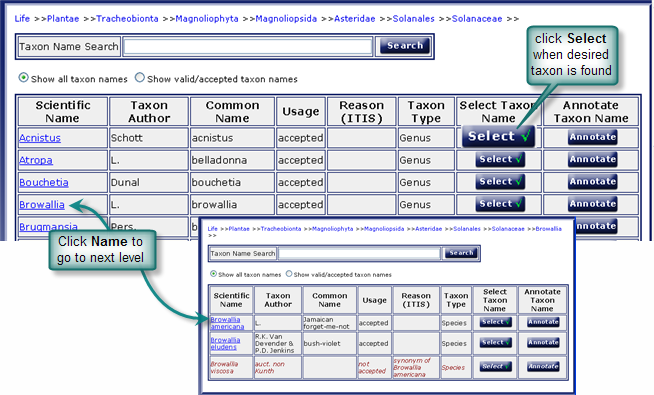 Life >>Plantae >>Tracheobionta >>Magnoliophyta >>Magnoliopsida >>Asteridae >>Solanales >>Solanaceae >>
Taxon Name Search Search
Show all taxon names Show valid/accepted taxon names
click Select
when desired
taxon is found
Scientific Name Taxon Author Common Name Usage Reason (ITIS) Taxon Type Select Taxon Name Annotate Taxon Name
Acnistus Schott acnistus accepted Genus Select √ Annotate
Atropa L. belladonna accepted Genus Select √ Annotate
Bouchetia Dunal bouchetia accepted Genus Select √ Annotate
Browallia L. browallia accepted Genus Select √ Annotate
Brugmansia Pers. b
Click Name to
go to next level
Life >>Plantae >>Tracheobionta >>Magnoliophyta >>Magnoliopsida >>Asteridae >>Solanales >>Solanaceae >>Browallia
>>
Taxon Name Search Search
Show all taxon names Show valid/accepted taxon names
Scientific Name Taxon Author Common Name Usage Reason (ITIS) Taxon Type Select Taxon Name Annotate Taxon Name
Browallia americana L. Jamaican forget-me-not accepted Species Select √ Annotate
Browallia eludens R.K. Van Devender & P.D. Jenkins bush-violet accepted Species Select √ Annotate
Browallia viscosa auct. non Kunth not accepted synonym of Browallia americana Species Select √ Annotate